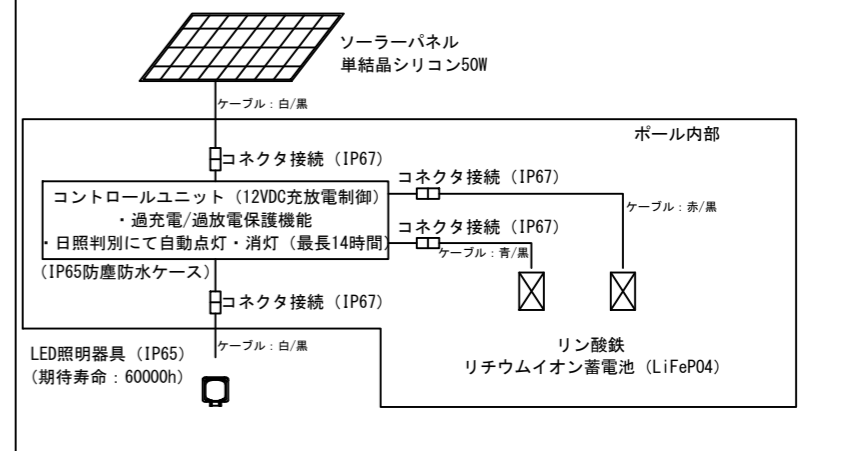 ソーラーパネル
単結晶シリコン50W
ケーブル：白/黒
ポール内部
コネクタ接続（IP67）
コネクタ接続（IP67）
コントロールユニット（12VDC充放電制御）
・過充電/過放電保護機能
・日照判別にて自動点灯・消灯（最長14時間）
ケーブル：赤/黒
コネクタ接続（IP67）
ケーブル：青/黒
（IP65防塵防水ケース）
コネクタ接続（IP67）
ケーブル：白/黒
LED照明器具（IP65）
（期待寿命：60000h）
リン酸鉄
リチウムイオン蓄電池（LiFePO4）